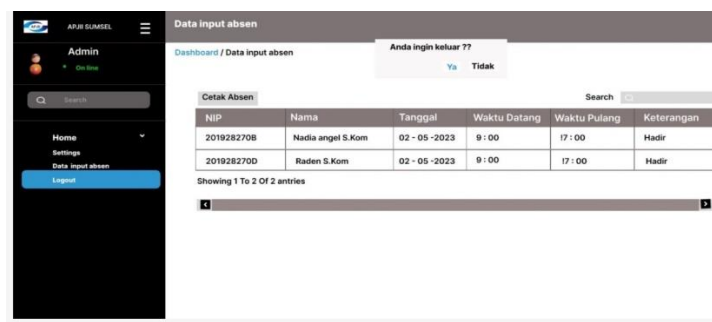 APJII SUMSEL
Admin
On line
Search
Home
Settings
Data input absen
Logout
Data input absen
Dashboard / Data input absen
Anda ingin keluar ??
Ya Tidak
Cetak Absen
Search
NIP Nama Tanggal Waktu Datang Waktu Pulang Keterangan
201928270B Nadia angel S.Kom 02 - 05 -2023 9 : 00 !7 : 00 Hadir
201928270D Raden S.Kom 02 - 05 -2023 9 : 00 !7 : 00 Hadir
Showing 1 To 2 Of 2 antries